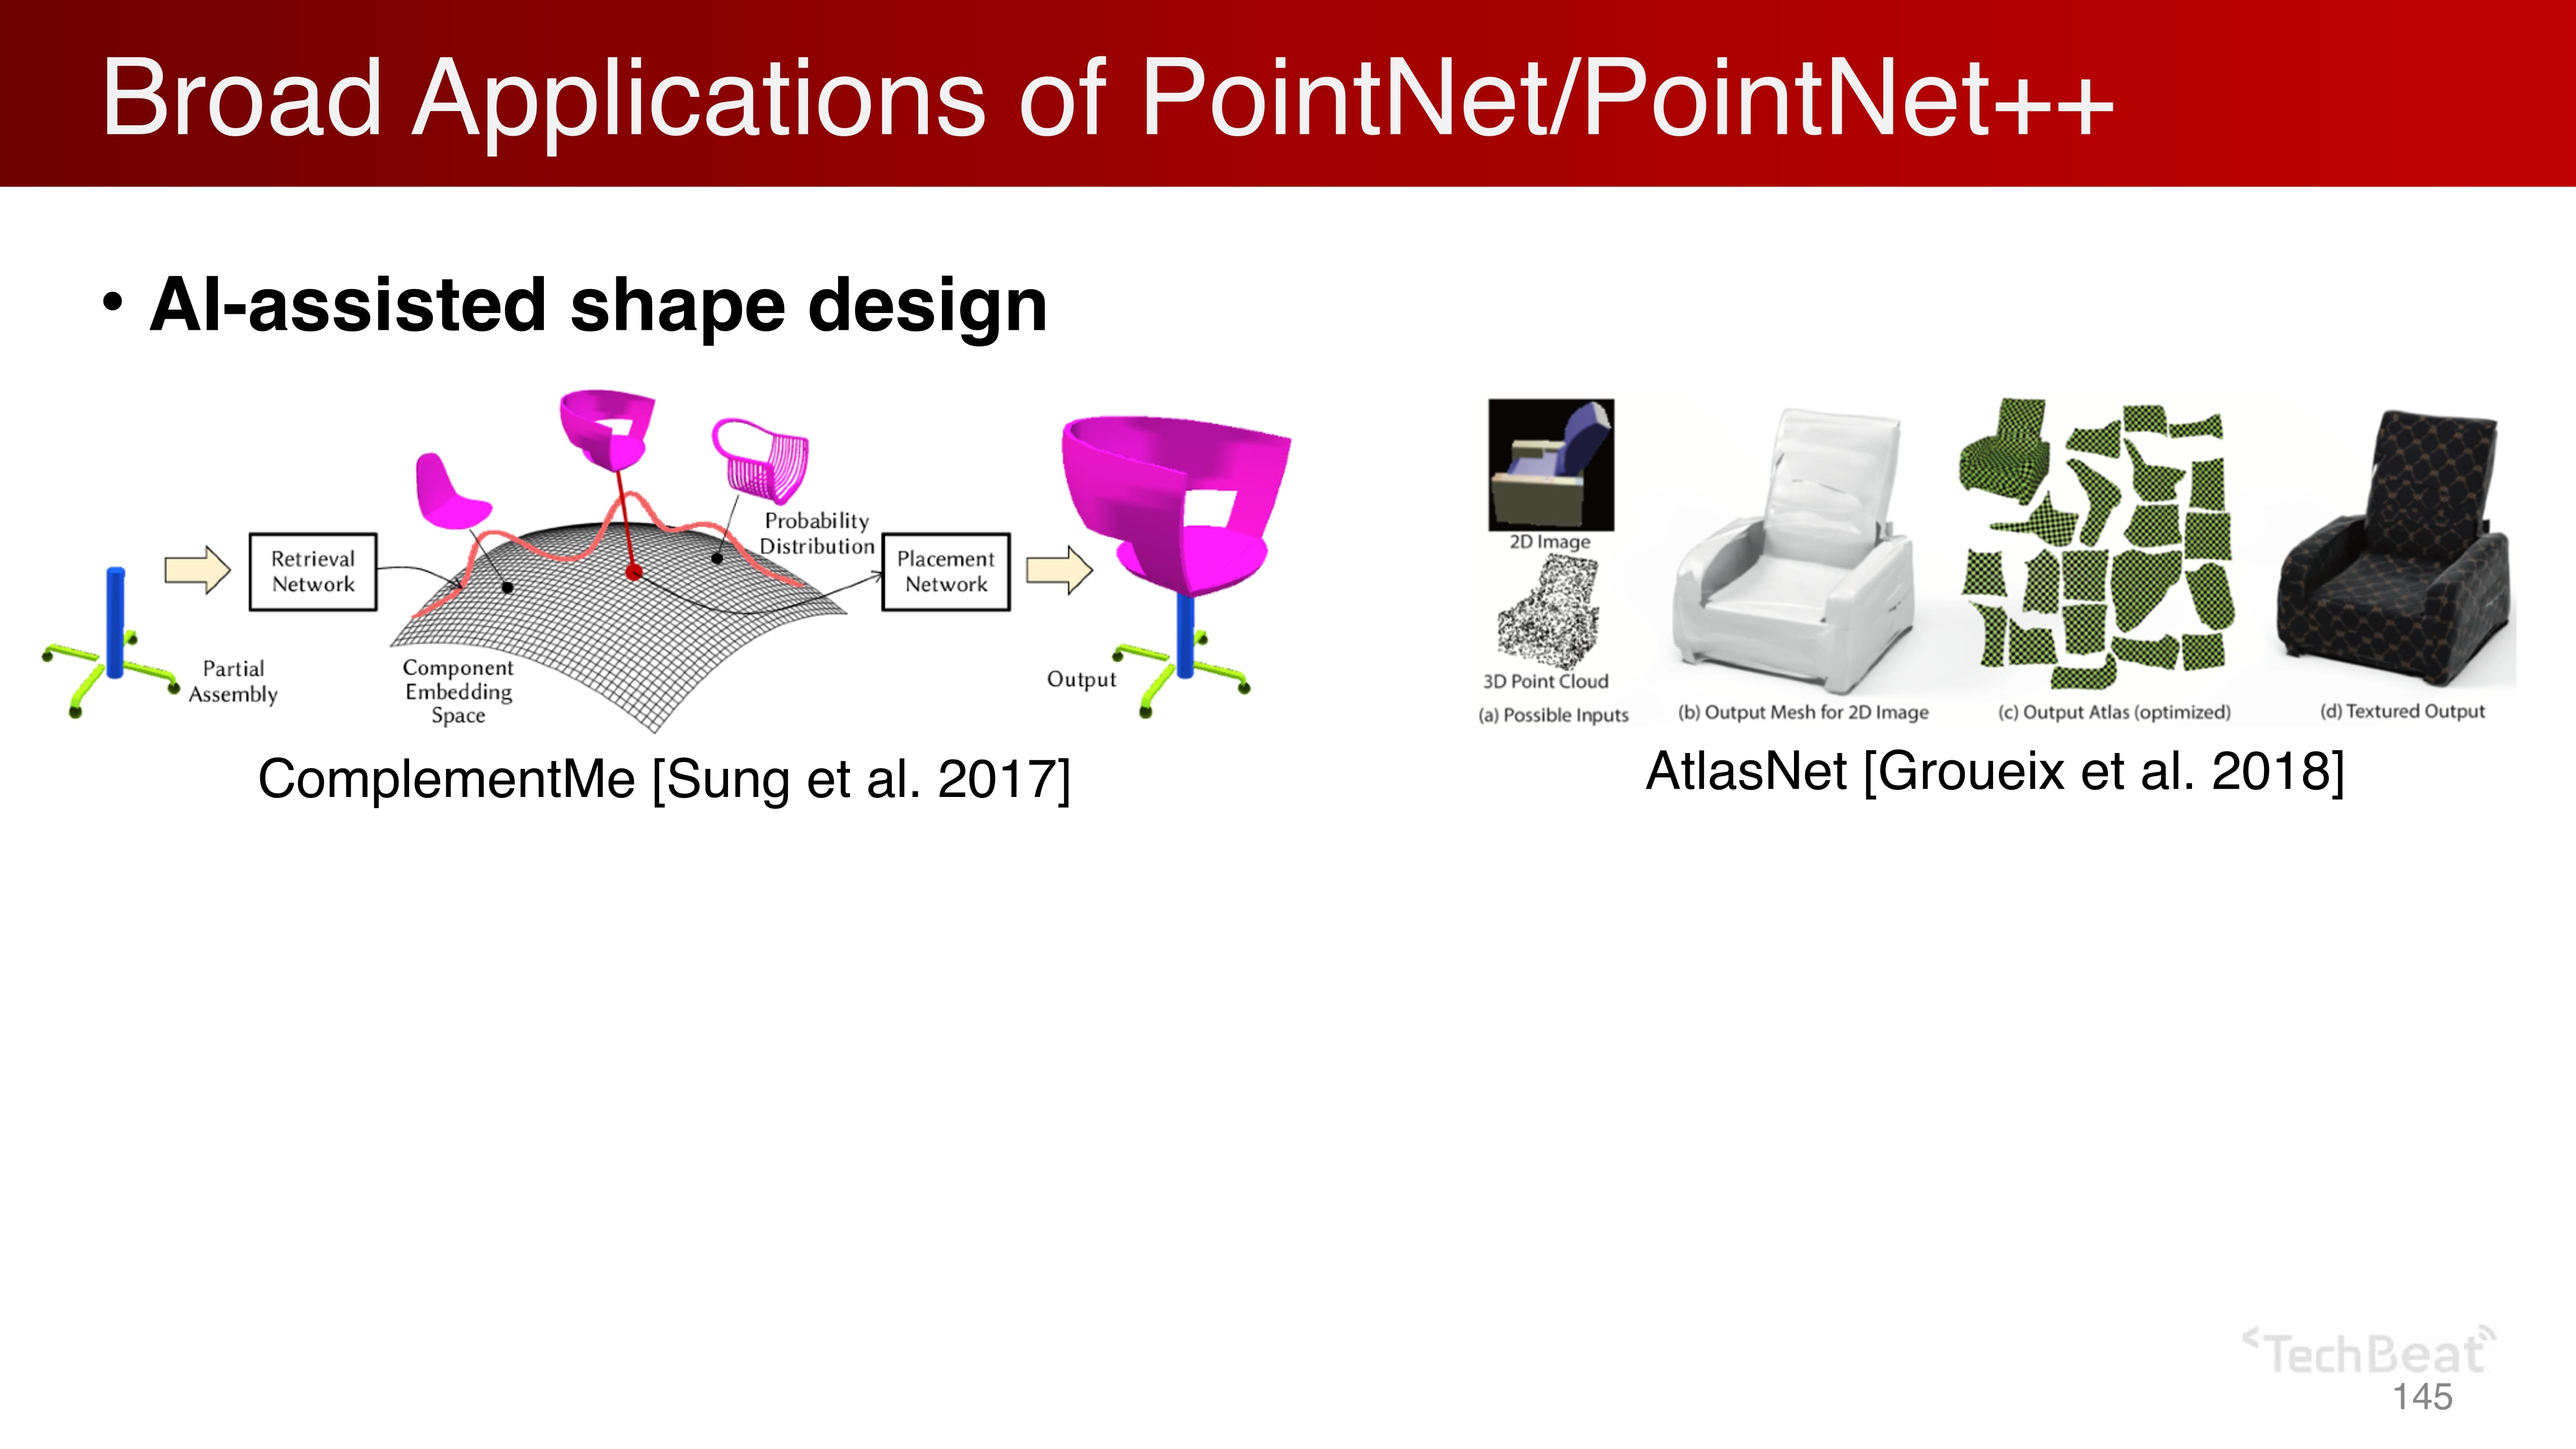 Broad Applications of PointNet/PointNet++
• AI-assisted shape design
Partial
Assembly
Retrieval
Network
Component
Embedding
Space
Probability
Distribution
Placement
Network
Output
ComplementMe [Sung et al. 2017]
2D Image
3D Point Cloud
(a) Possible Inputs
(b) Output Mesh for 2D Image
(c) Output Atlas (optimized)
(d) Textured Output
AtlasNet [Groueix et al. 2018]
TechBeat
145